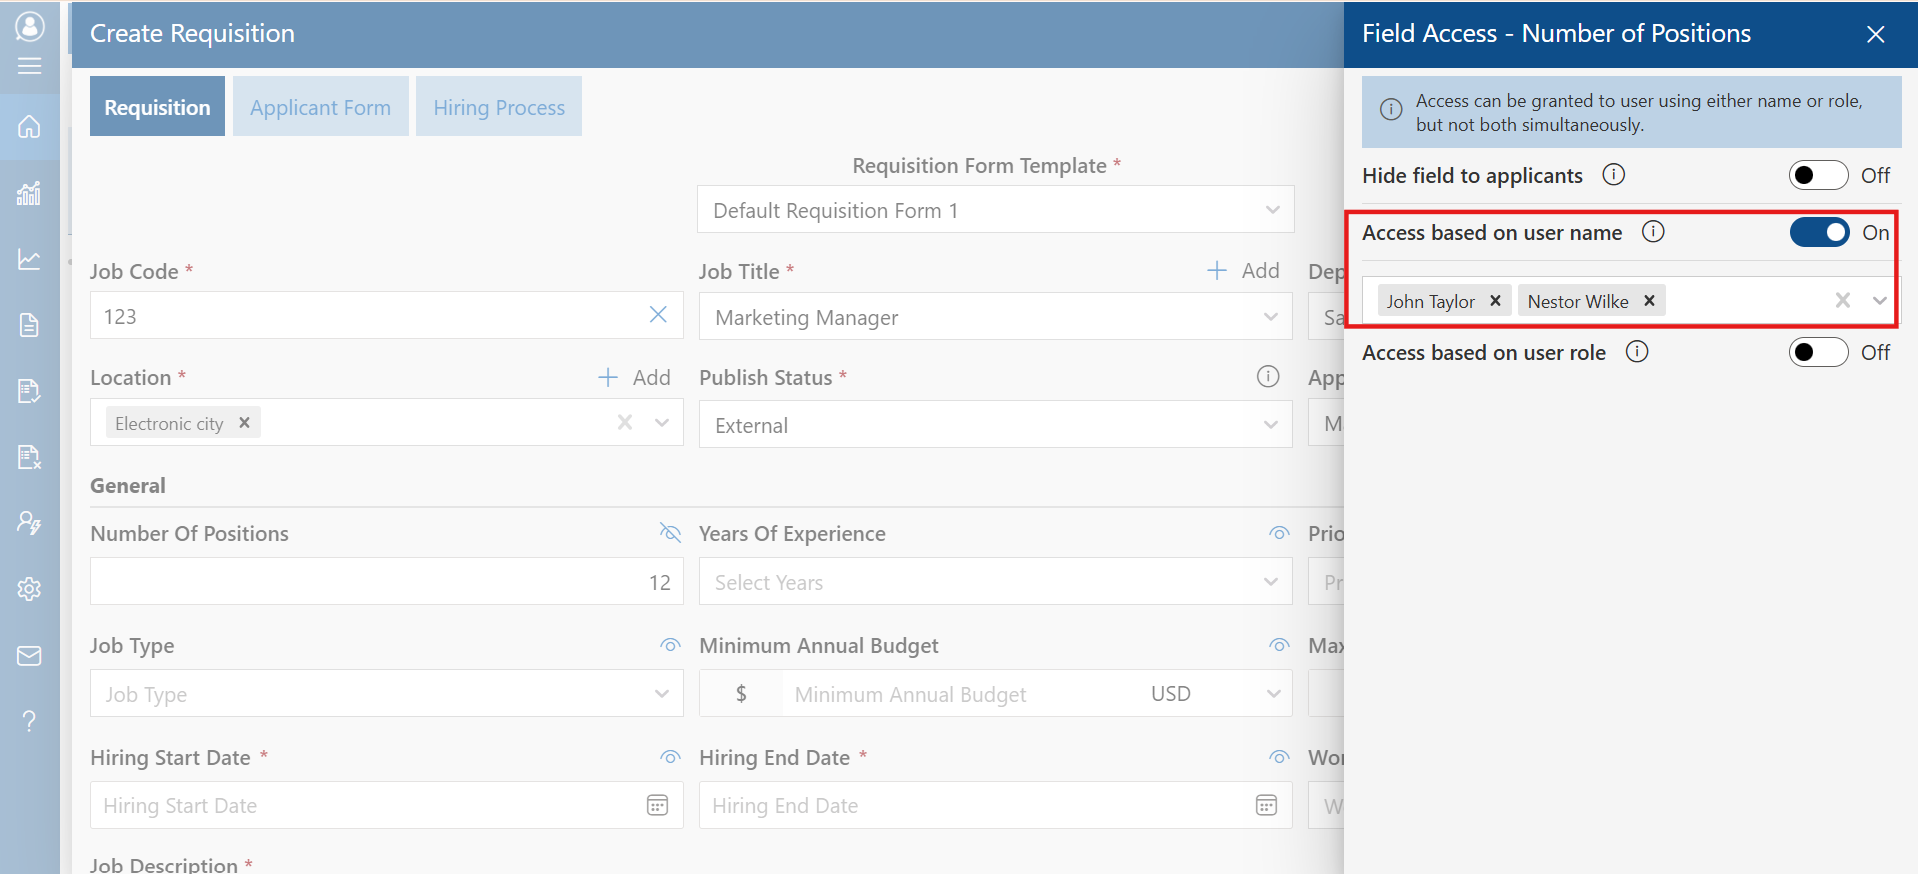 Create Requisition
Field Access - Number of Positions
Requisition
Applicant Form
Hiring Process
Access can be granted to user using either name or role,
but not both simultaneously.
Requisition Form Template *
Hide field to applicants
Off
Default Requisition Form 1
Access based on user name
On
Job Code *
Job Title *
Add
Dep
John Taylor
Nestor Wilke
123
Marketing Manager
Sa
Access based on user role
Off
Location *
Add
Publish Status *
App
Electronic city
External
M
General
Number Of Positions
Years Of Experience
Prio
12
Select Years
Pr
Job Type
Minimum Annual Budget
Max
Job Type
$
Minimum Annual Budget
USD
Hiring Start Date *
Hiring End Date *
Wor
Hiring Start Date
Hiring End Date
W
Job Description *